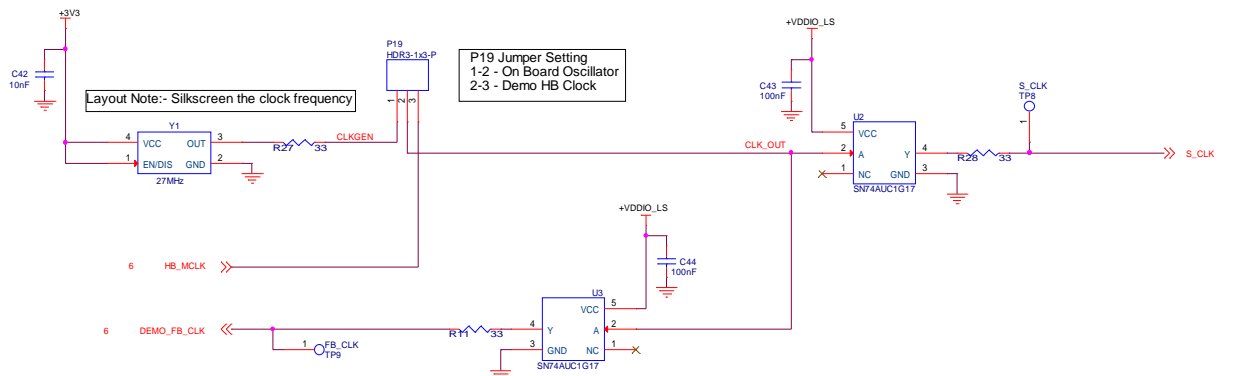 +3V3
C42
10nF
Layout Note:- Silkscreen the clock frequency
Y1
4
VCC
OUT
3
1
EN/DIS
GND
2
27MHz
R27
33
CLKGEN
P19
HDR3-1x3-P
1
2
3
P19 Jumper Setting
1-2 - On Board Oscillator
2-3 - Demo HB Clock
+VDDIO_LS
C43
100nF
U2
5
VCC
CLK_OUT
2
A
Y
4
1
NC
GND
3
SN74AUC1G17
R28
33
S_CLK
TP8
1
S_CLK
6
HB_MCLK
+VDDIO_LS
C44
100nF
U3
VCC
5
6
DEMO_FB_CLK
R11
33
4
Y
A
2
3
GND
NC
1
SN74AUC1G17
1
FB_CLK
TP9